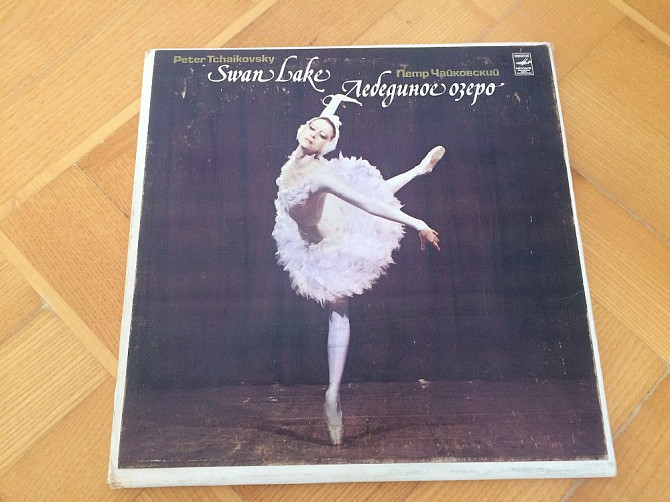 Peter Tchaikovsky
Swan Lake
Петр Чайковский
Лебединое озеро